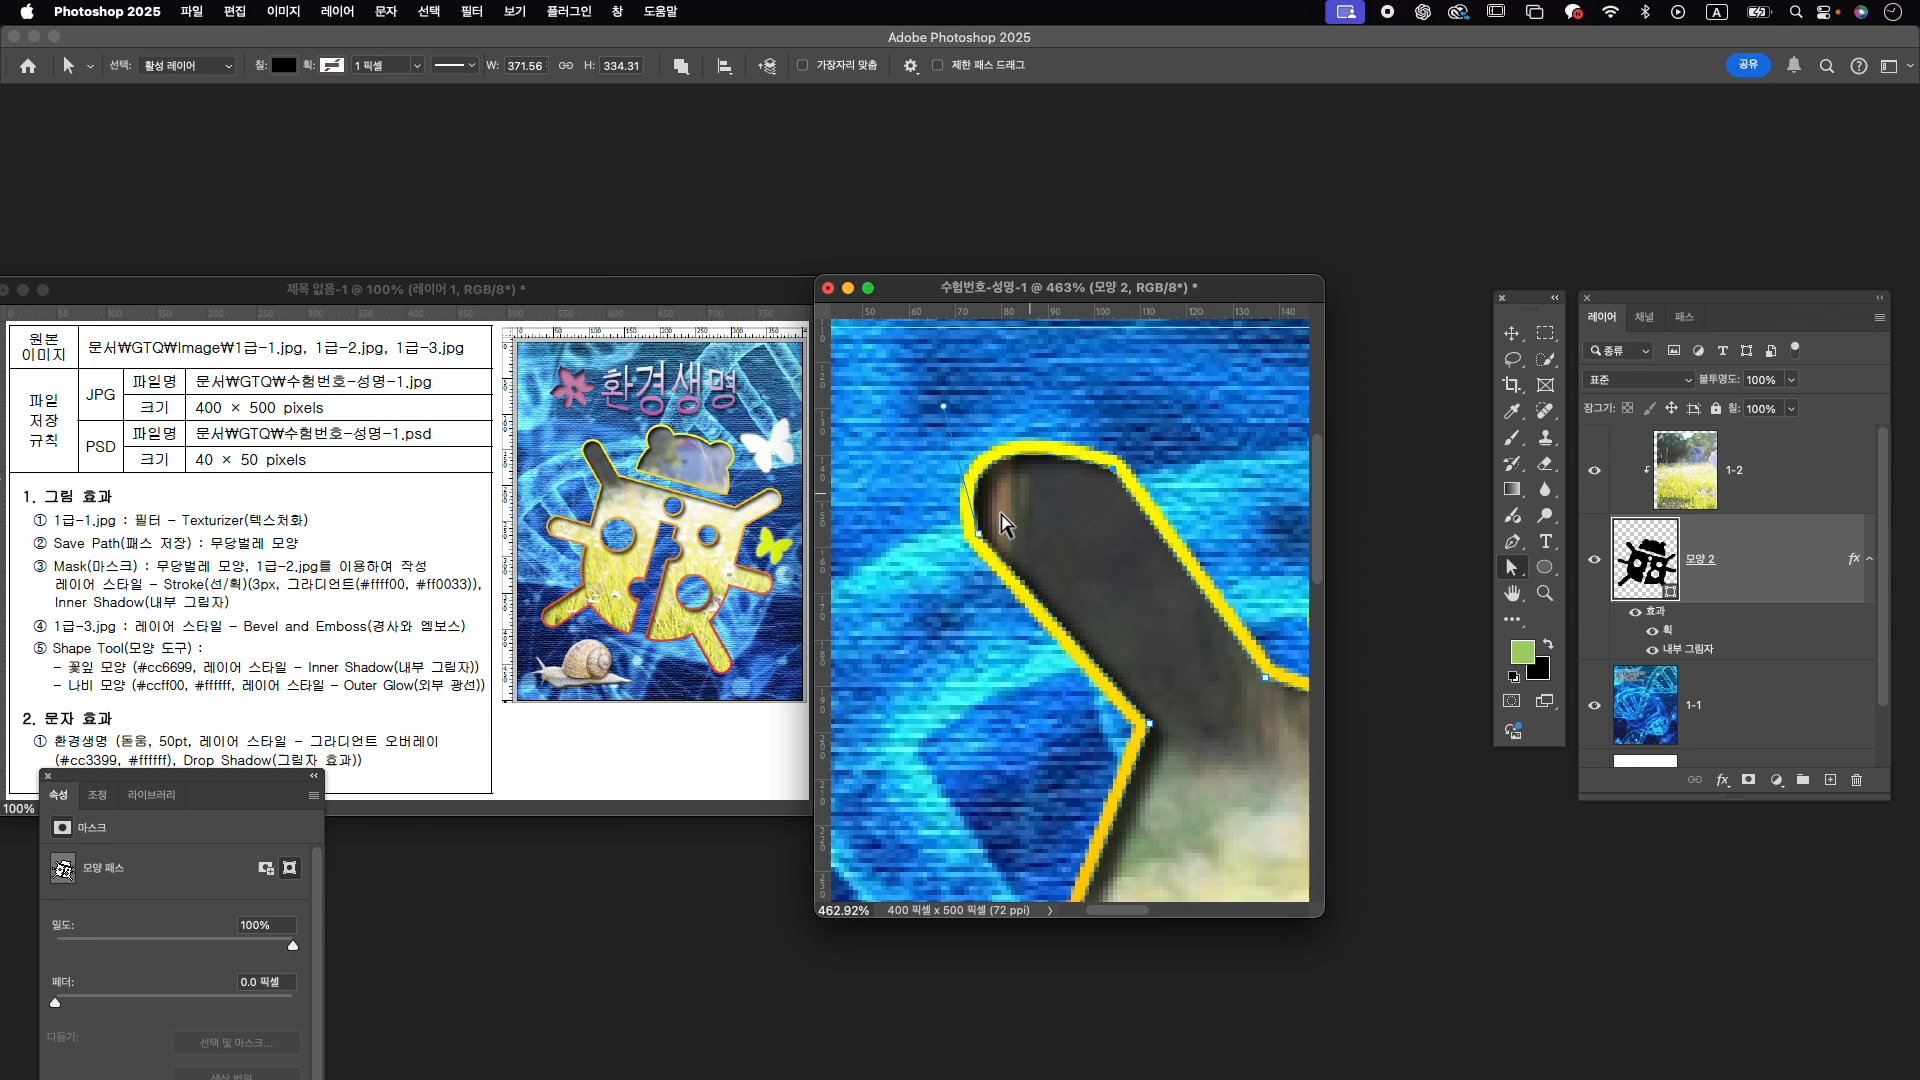 Photoshop 2025 파일 편집 이미지 레이어 문자 선택 필터 보기 플러그인 창 도움말
Adobe Photoshop 2025
선택: 활성 레이어 칠: 획: 1 픽셀 W: 371.56 H: 334.31 가장자리 맞춤 제한 패스 드래그 공유
제목 없음-1 @ 100% (레이어 1, RGB/8*) *
원본 이미지 문서₩GTQ₩Image₩1급-1.jpg, 1급-2.jpg, 1급-3.jpg
파일 저장 규칙
JPG 파일명 문서₩GTQ₩수험번호-성명-1.jpg
크기 400 × 500 pixels
PSD 파일명 문서₩GTQ₩수험번호-성명-1.psd
크기 40 × 50 pixels
1. 그림 효과
① 1급-1.jpg : 필터 - Texturizer(텍스처화)
② Save Path(패스 저장) : 무당벌레 모양
③ Mask(마스크) : 무당벌레 모양, 1급-2.jpg를 이용하여 작성
레이어 스타일 - Stroke(선/획)(3px, 그라디언트(#ffff00, #ff0033)),
Inner Shadow(내부 그림자)
④ 1급-3.jpg : 레이어 스타일 - Bevel and Emboss(경사와 엠보스)
⑤ Shape Tool(모양 도구) :
- 꽃잎 모양 (#cc6699, 레이어 스타일 - Inner Shadow(내부 그림자))
- 나비 모양 (#ccff00, #ffffff, 레이어 스타일 - Outer Glow(외부 광선))
2. 문자 효과
① 환경생명 (돋움, 50pt, 레이어 스타일 - 그라디언트 오버레이
(#cc3399, #ffffff), Drop Shadow(그림자 효과))
100%
환경생명
수험번호-성명-1 @ 463% (모양 2, RGB/8*) *
50 60 70 80 90 100 110 120 130 140
462.92% 400 픽셀 x 500 픽셀 (72 ppi)
속성 조정 라이브러리
마스크
모양 패스
밀도: 100%
페더: 0.0 픽셀
다듬기: 선택 및 마스크...
색상 범위...
레이어 채널 패스
종류
표준 불투명도: 100%
잠그기: 칠: 100%
1-2
모양 2 fx
효과
획
내부 그림자
1-1